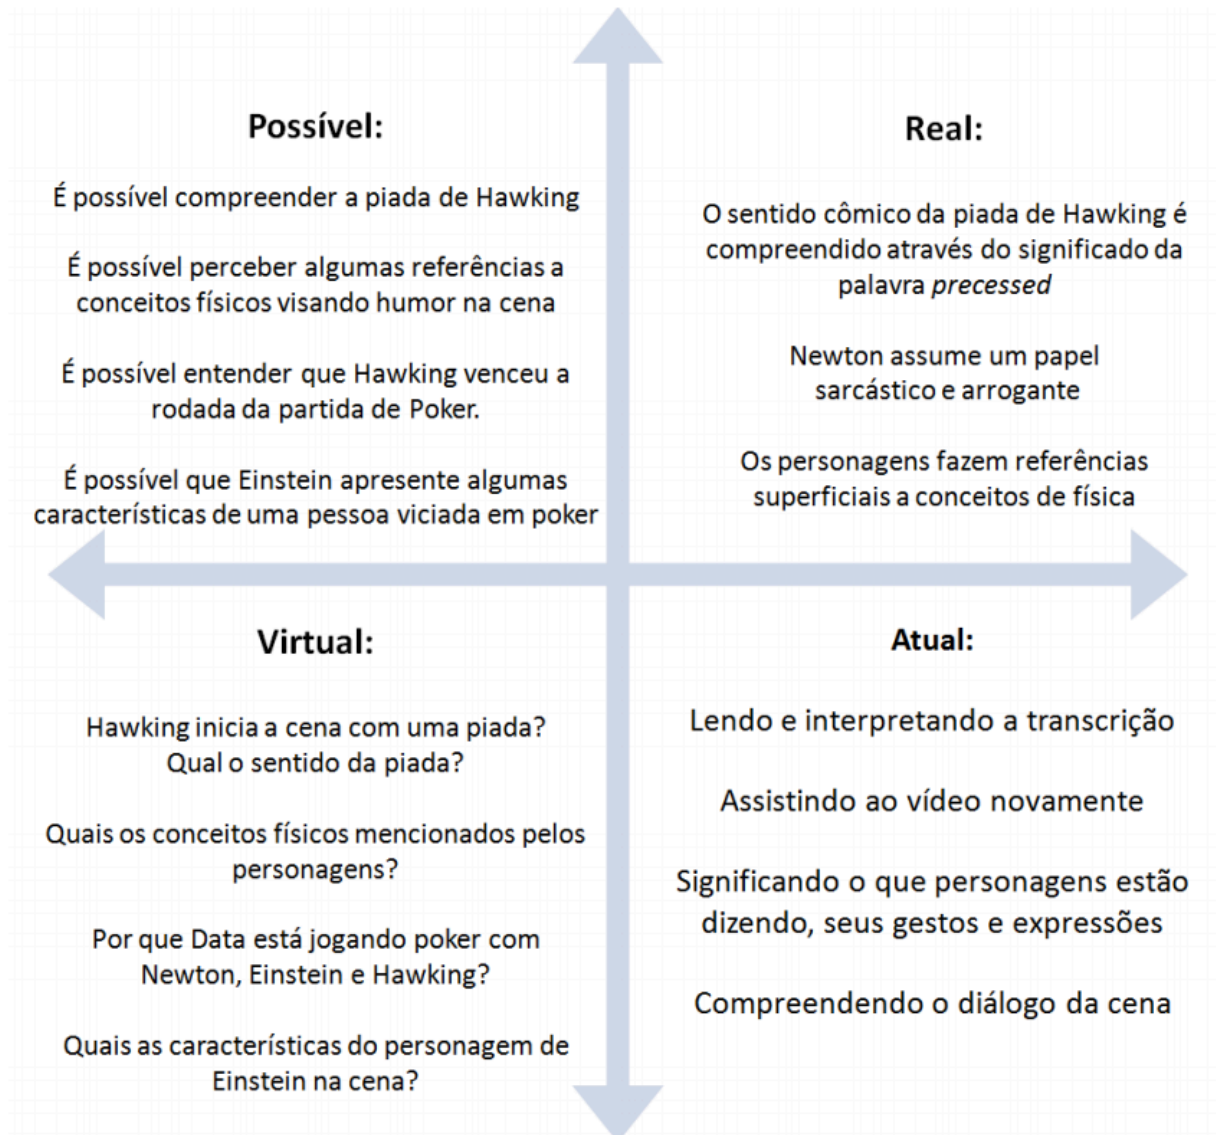 Possível:
É possível compreender a piada de Hawking
É possível perceber algumas referências a
conceitos físicos visando humor na cena
É possível entender que Hawking venceu a
rodada da partida de Poker.
É possível que Einstein apresente algumas
características de uma pessoa viciada em poker
Real:
O sentido cômico da piada de Hawking é
compreendido através do significado da
palavra precessed
Newton assume um papel
sarcástico e arrogante
Os personagens fazem referências
superficiais a conceitos de física
Virtual:
Hawking inicia a cena com uma piada?
Qual o sentido da piada?
Quais os conceitos físicos mencionados pelos
personagens?
Por que Data está jogando poker com
Newton, Einstein e Hawking?
Quais as características do personagem de
Einstein na cena?
Atual:
Lendo e interpretando a transcrição
Assistindo ao vídeo novamente
Significando o que personagens estão
dizendo, seus gestos e expressões
Compreendendo o diálogo da cena